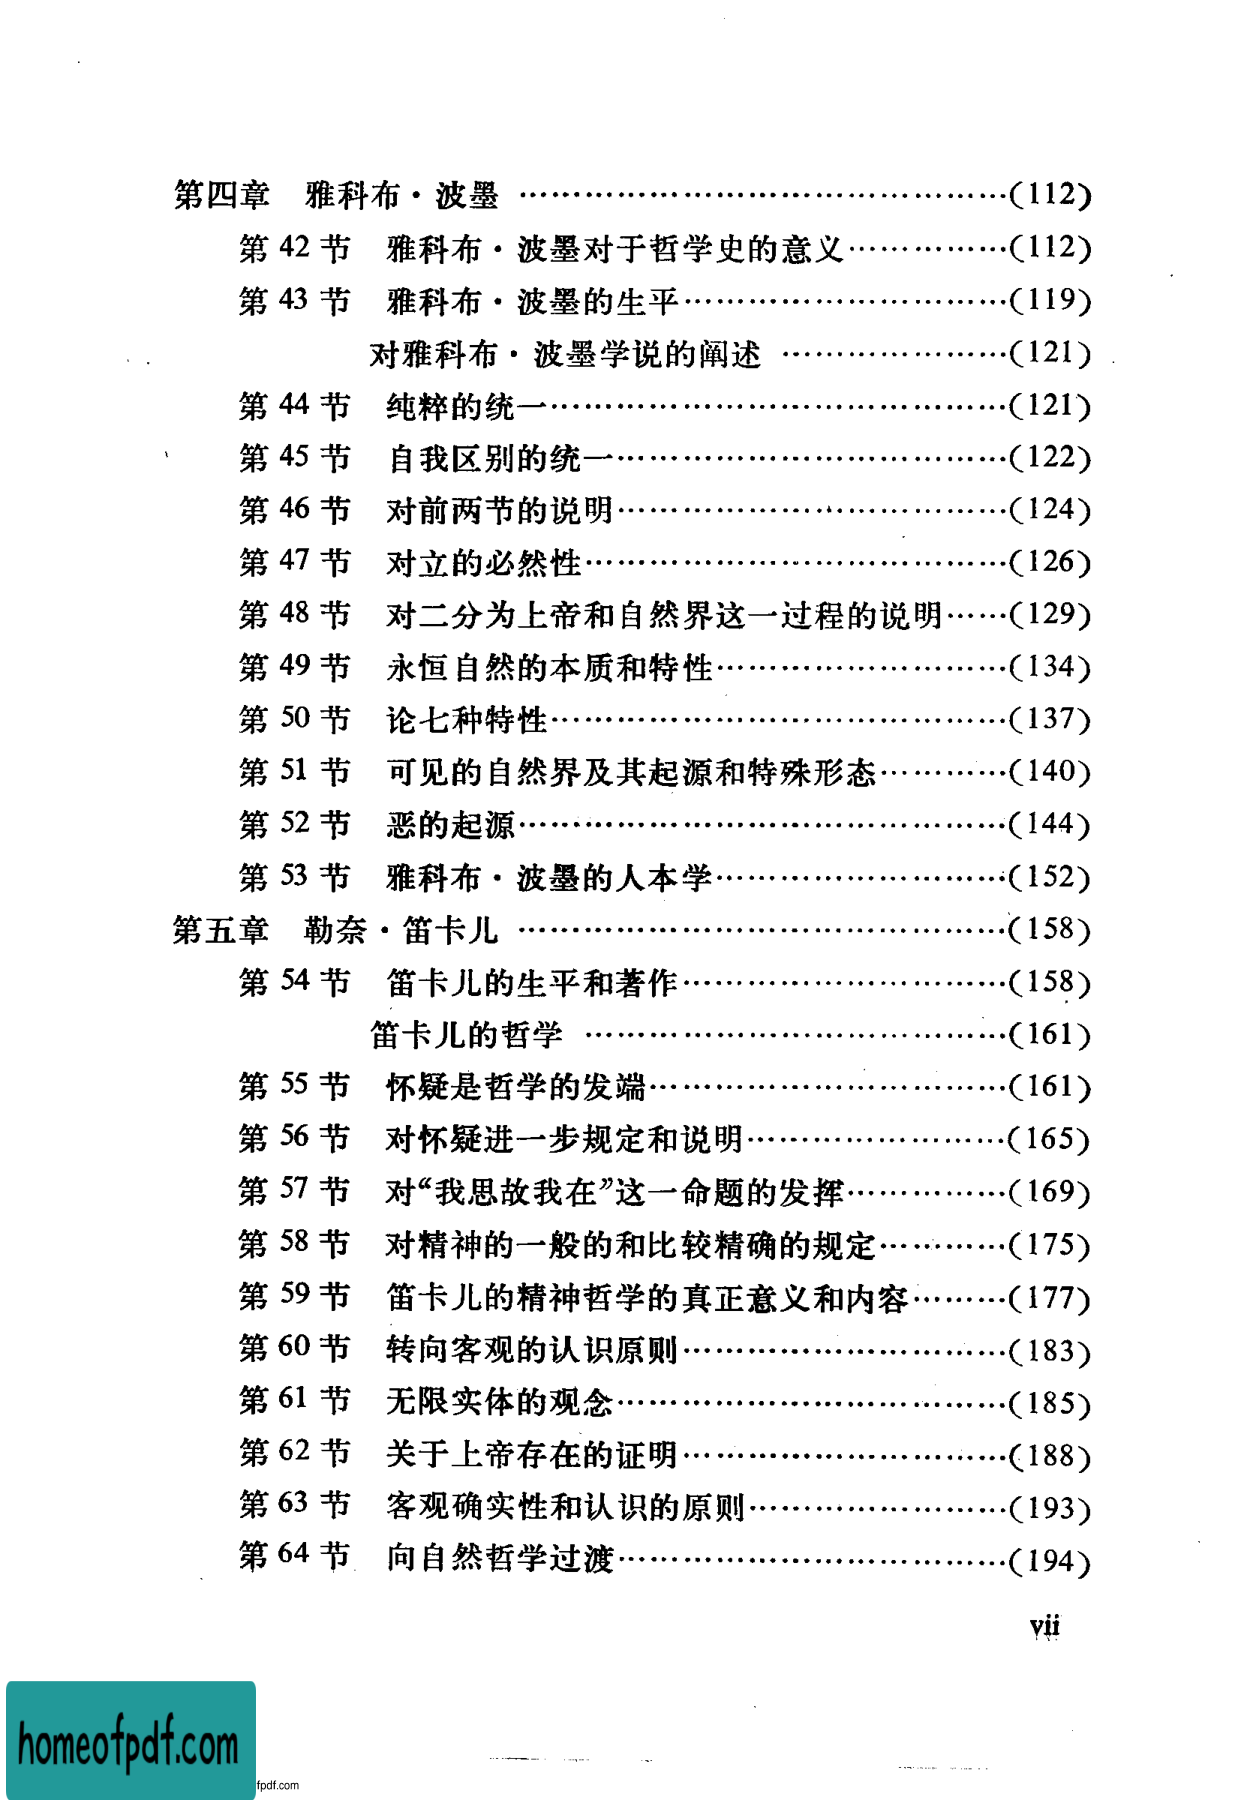 第四章 雅科布·波墨 ……………………………………(112)
第 42 节 雅科布·波墨对于哲学史的意义……………(112)
第 43 节 雅科布·波墨的生平…………………………(119)
对雅科布·波墨学说的阐述 …………………(121)
第 44 节 纯粹的统一……………………………………(121)
第 45 节 自我区别的统一………………………………(122)
第 46 节 对前两节的说明………………………………(124)
第 47 节 对立的必然性…………………………………(126)
第 48 节 对二分为上帝和自然界这一过程的说明……(129)
第 49 节 永恒自然的本质和特性………………………(134)
第 50 节 论七种特性……………………………………(137)
第 51 节 可见的自然界及其起源和特殊形态…………(140)
第 52 节 恶的起源………………………………………(144)
第 53 节 雅科布·波墨的人本学………………………(152)
第五章 勒奈·笛卡儿 ……………………………………(158)
第 54 节 笛卡儿的生平和著作…………………………(158)
笛卡儿的哲学 …………………………………(161)
第 55 节 怀疑是哲学的发端……………………………(161)
第 56 节 对怀疑进一步规定和说明……………………(165)
第 57 节 对“我思故我在”这一命题的发挥……………(169)
第 58 节 对精神的一般的和比较精确的规定…………(175)
第 59 节 笛卡儿的精神哲学的真正意义和内容………(177)
第 60 节 转向客观的认识原则…………………………(183)
第 61 节 无限实体的观念………………………………(185)
第 62 节 关于上帝存在的证明…………………………(188)
第 63 节 客观确实性和认识的原则……………………(193)
第 64 节 向自然哲学过渡………………………………(194)
vii
homeofpdf.com
fpdf.com